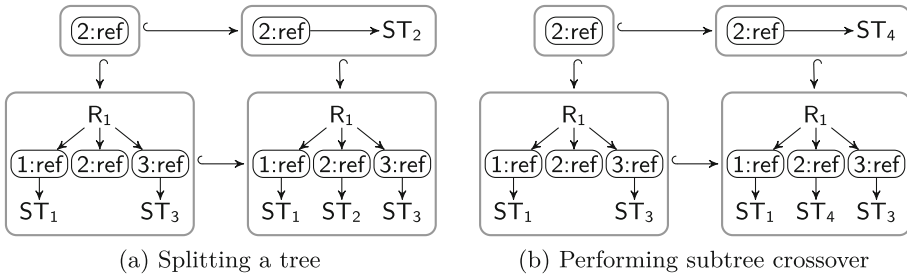 2:ref 2:ref ST₂ 2:ref 2:ref ST₄
R₁ R₁ R₁ R₁
1:ref 2:ref 3:ref 1:ref 2:ref 3:ref 1:ref 2:ref 3:ref 1:ref 2:ref 3:ref
ST₁ ST₃ ST₁ ST₂ ST₃ ST₁ ST₃ ST₁ ST₄ ST₃
(a) Splitting a tree (b) Performing subtree crossover